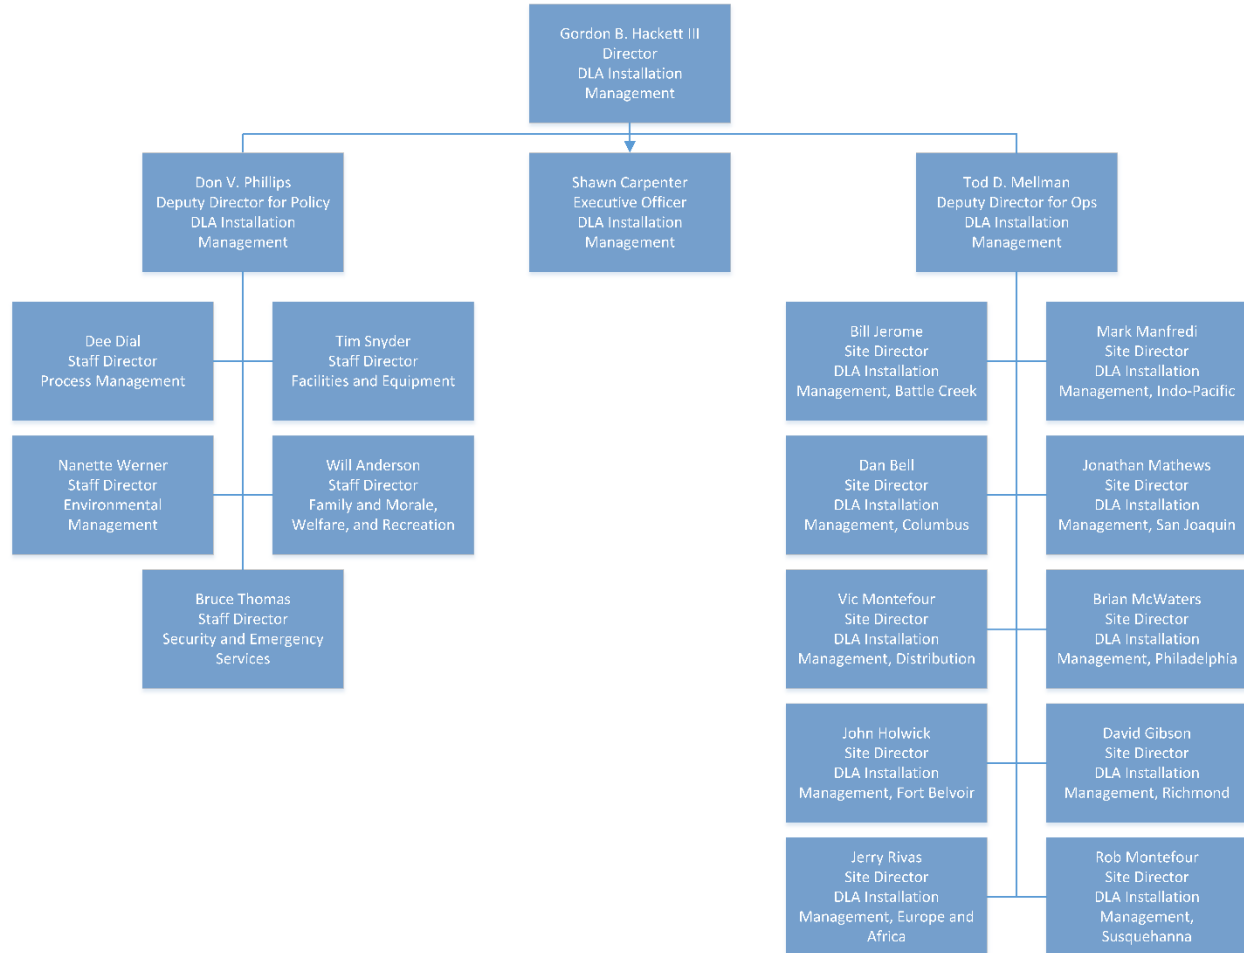 Gordon B. Hackett III
Director
DLA Installation
Management
Don V. Phillips
Deputy Director for Policy
DLA Installation
Management
Shawn Carpenter
Executive Officer
DLA Installation
Management
Tod D. Mellman
Deputy Director for Ops
DLA Installation
Management
Dee Dial
Staff Director
Process Management
Tim Snyder
Staff Director
Facilities and Equipment
Nanette Werner
Staff Director
Environmental
Management
Will Anderson
Staff Director
Family and Morale,
Welfare, and Recreation
Bruce Thomas
Staff Director
Security and Emergency
Services
Bill Jerome
Site Director
DLA Installation
Management, Battle Creek
Mark Manfredi
Site Director
DLA Installation
Management, Indo-Pacific
Dan Bell
Site Director
DLA Installation
Management, Columbus
Jonathan Mathews
Site Director
DLA Installation
Management, San Joaquin
Vic Montefour
Site Director
DLA Installation
Management, Distribution
Brian McWaters
Site Director
DLA Installation
Management, Philadelphia
John Holwick
Site Director
DLA Installation
Management, Fort Belvoir
David Gibson
Site Director
DLA Installation
Management, Richmond
Jerry Rivas
Site Director
DLA Installation
Management, Europe and
Africa
Rob Montefour
Site Director
DLA Installation
Management,
Susquehanna